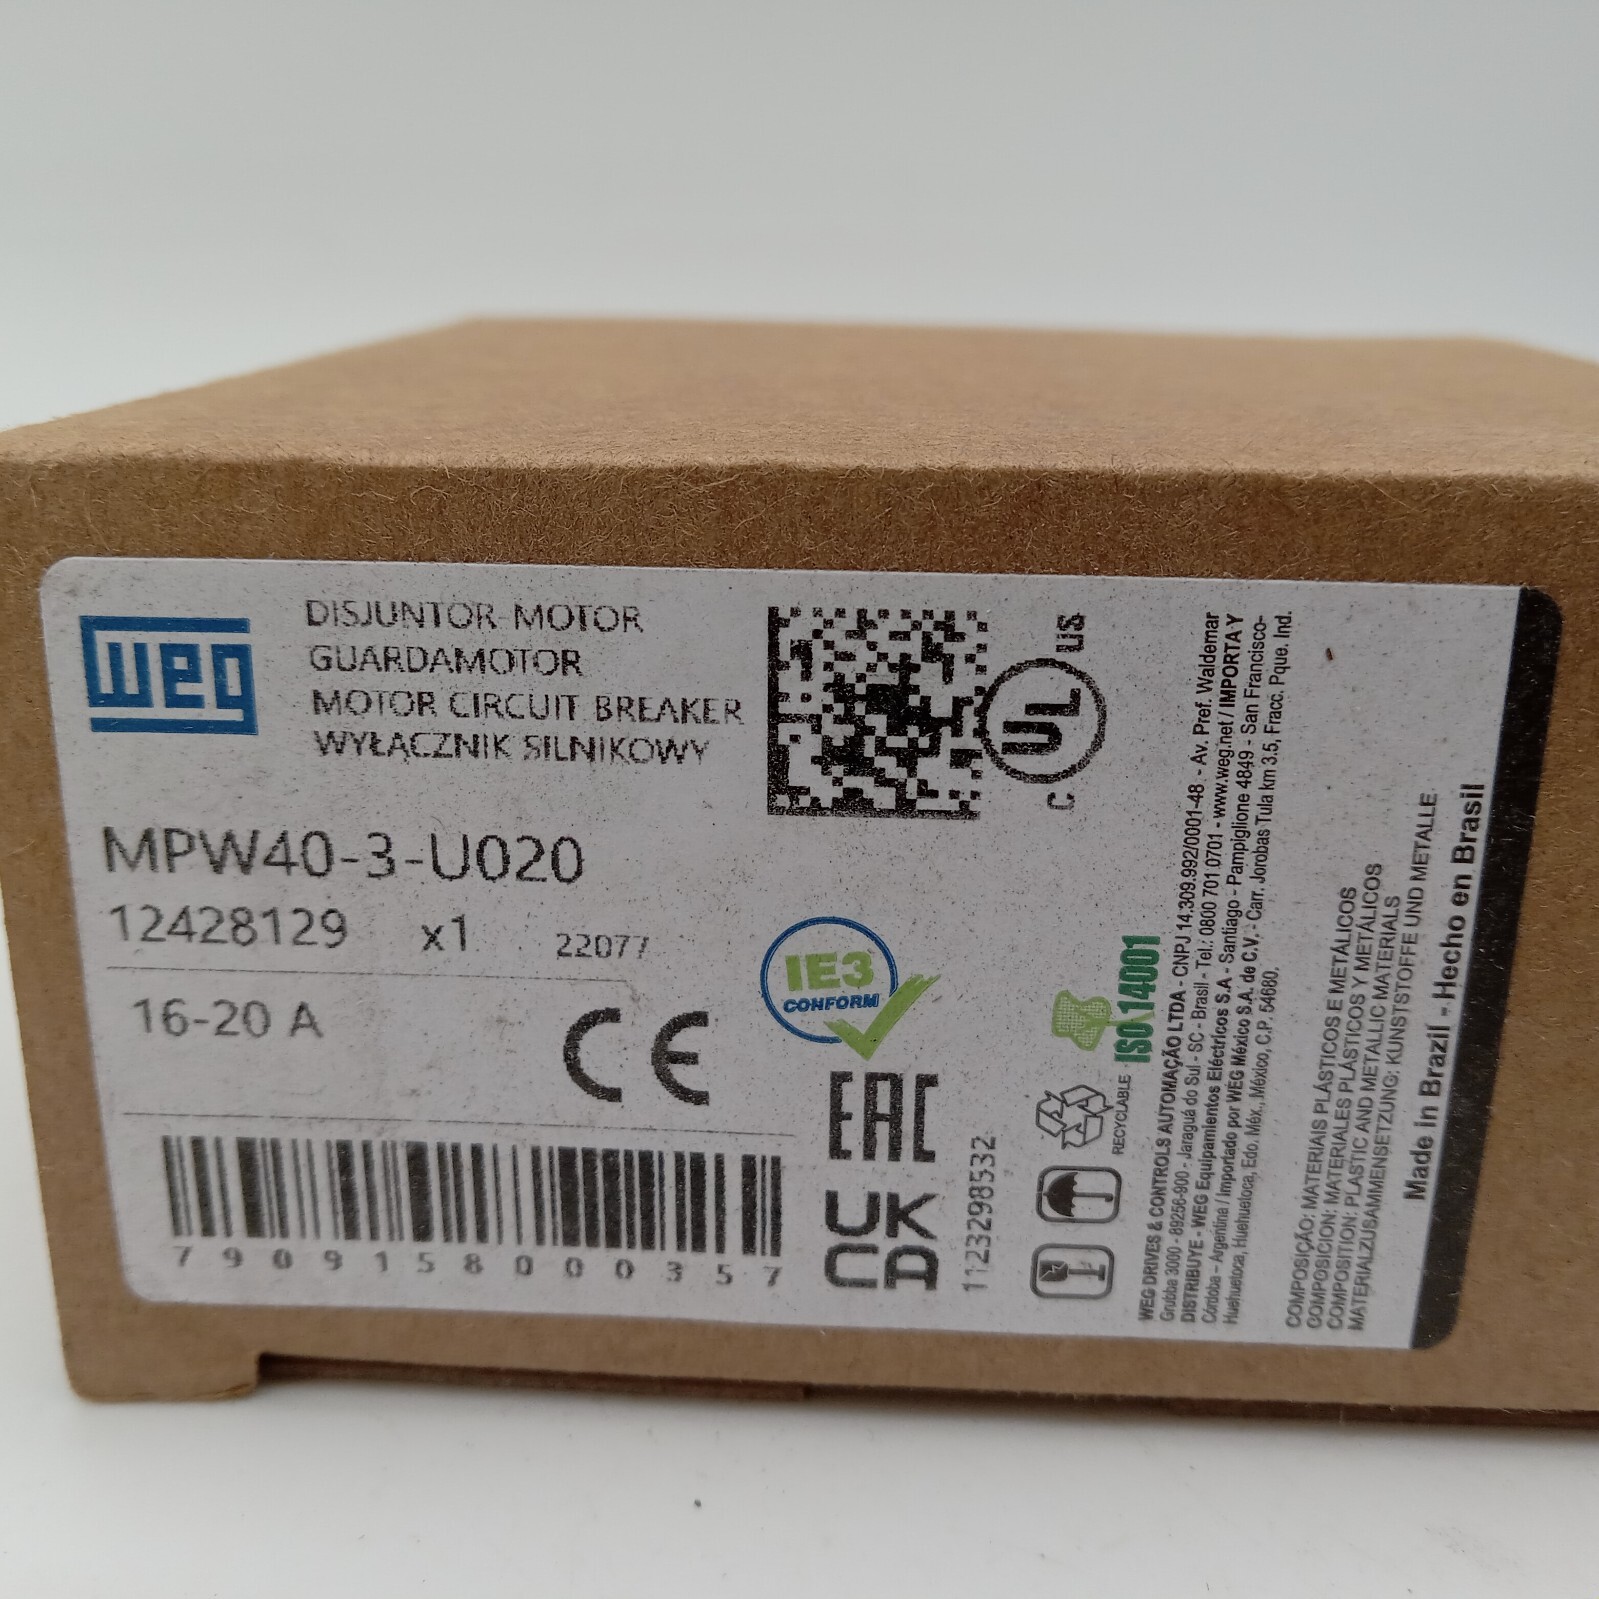 weg
DISJUNTOR-MOTOR
GUARDAMOTOR
MOTOR CIRCUIT BREAKER
WYŁĄCZNIK SILNIKOWY
MPW40-3-U020
12428129 x1 22077
16-20 A
CE
7909158000357
C UL US
IE3
CONFORM
EAC
UK
CA
1123298532
ISO 14001
RECYCLABLE
WEG DRIVES & CONTROLS AUTOMAÇÃO LTDA - CNPJ 14.309.992/0001-48 - Av. Pref. Waldemar
Grubba 3000 - 89256-900 - Jaraguá do Sul - SC - Brasil - Tel.: 0800 701 0701 - www.weg.net / IMPORTA Y
DISTRIBUYE - WEG Equipamientos Eléctricos S.A - Santiago - Pampiglione 4849 - San Francisco-
Córdoba - Argentina / Importado por WEG México S.A. de C.V. - Carr. Jorobas Tula km 3.5, Fracc. Pque. Ind.
Huehuetoca, Huehuetoca, Edo. Méx., México, C.P. 54680.
COMPOSIÇÃO: MATERIAIS PLÁSTICOS E METÁLICOS
COMPOSICION: MATERIALES PLÁSTICOS Y METÁLICOS
COMPOSITION: PLASTIC AND METALLIC MATERIALS
MATERIALZUSAMMENSETZUNG: KUNSTSTOFFE UND METALLE
Made in Brazil - Hecho en Brasil